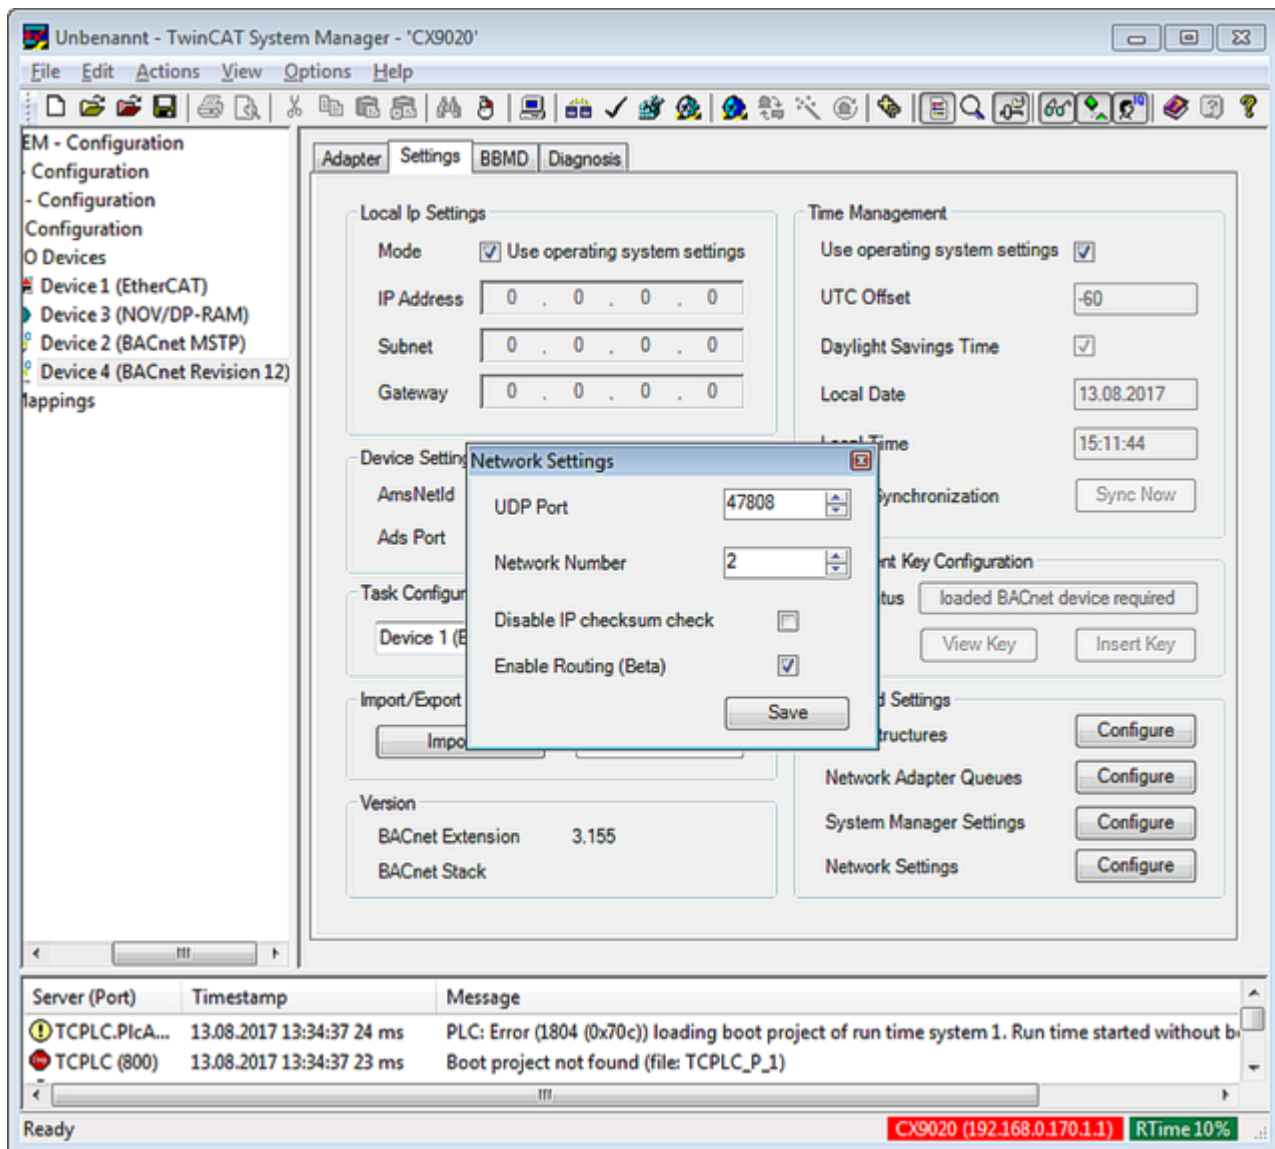 Unbenannt - TwinCAT System Manager - 'CX9020'
File Edit Actions View Options Help
EM - Configuration
Configuration
- Configuration
Configuration
O Devices
Device 1 (EtherCAT)
Device 3 (NOV/DP-RAM)
Device 2 (BACnet MSTP)
Device 4 (BACnet Revision 12)
Mappings
Adapter Settings BBMD Diagnosis
Local Ip Settings
Mode Use operating system settings
IP Address 0 . 0 . 0 . 0
Subnet 0 . 0 . 0 . 0
Gateway 0 . 0 . 0 . 0
Time Management
Use operating system settings
UTC Offset -60
Daylight Savings Time
Local Date 13.08.2017
Time 15:11:44
ynchronization Sync Now
Device Setting
AmsNetId
Ads Port
Task Configur
Device 1 (E
Import/Export
Impo
Network Settings
UDP Port 47808
Network Number 2
Disable IP checksum check
Enable Routing (Beta)
Save
nt Key Configuration
tus loaded BACnet device required
View Key Insert Key
d Settings
tructures Configure
Network Adapter Queues Configure
System Manager Settings Configure
Network Settings Configure
Version
BACnet Extension 3.155
BACnet Stack
Server (Port) Timestamp Message
TCPLC.PlcA... 13.08.2017 13:34:37 24 ms PLC: Error (1804 (0x70c)) loading boot project of run time system 1. Run time started without b
TCPLC (800) 13.08.2017 13:34:37 23 ms Boot project not found (file: TCPLC_P_1)
Ready CX9020 (192.168.0.170.1.1) RTime 10%